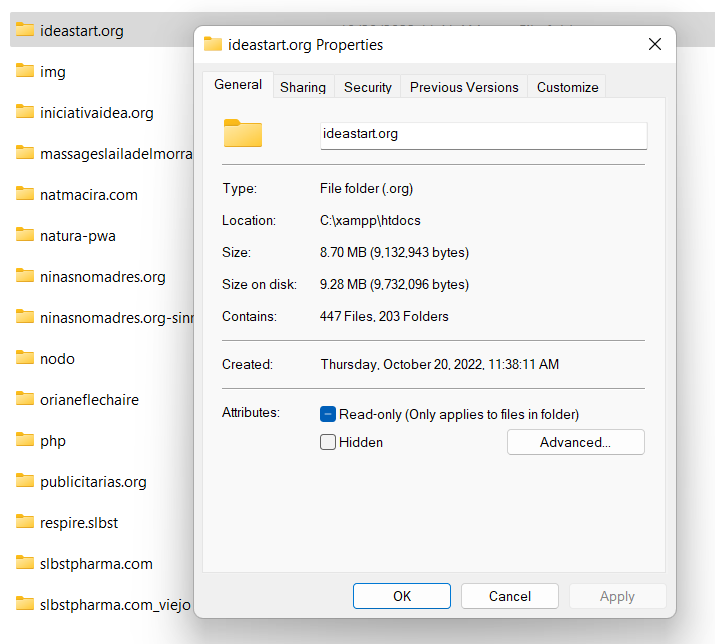 ideastart.org
img
iniciativaidea.org
massageslailadelmorra
natmacira.com
natura-pwa
ninasnomadres.org
ninasnomadres.org-sinn
nodo
orianeflechaire
php
publicitarias.org
respire.slbst
slbstpharma.com
slbstpharma.com_viejo
ideastart.org Properties
General Sharing Security Previous Versions Customize
ideastart.org
Type: File folder (.org)
Location: C:\xampp\htdocs
Size: 8.70 MB (9,132,943 bytes)
Size on disk: 9.28 MB (9,732,096 bytes)
Contains: 447 Files, 203 Folders
Created: Thursday, October 20, 2022, 11:38:11 AM
Attributes: Read-only (Only applies to files in folder)
Hidden Advanced...
OK Cancel Apply